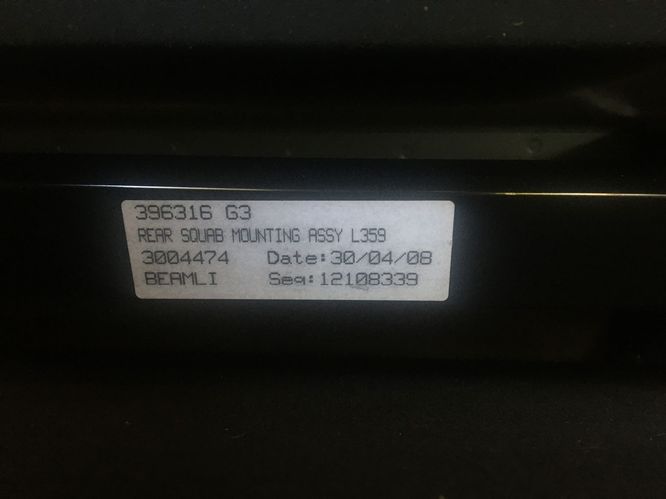 396316 G3
REAR SQUAB MOUNTING ASSY L359
3004474 Date:30/04/08
BEAMLI Seq:12108339